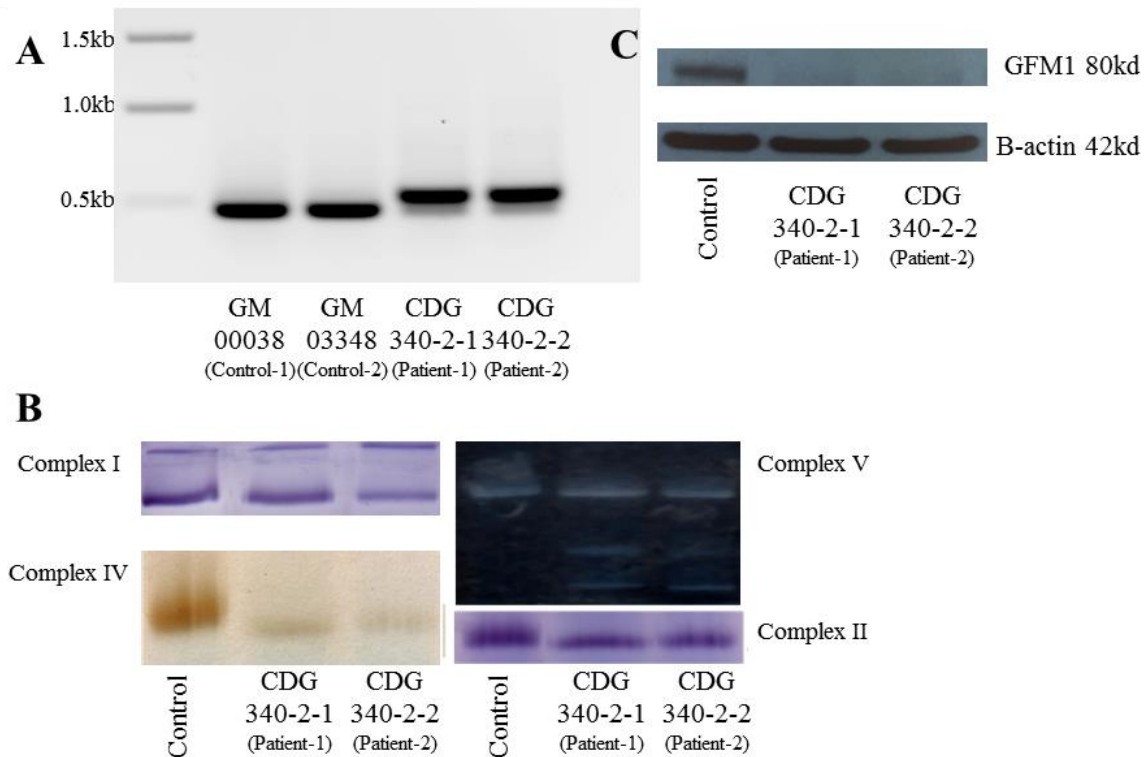 A
1.5kb
1.0kb
0.5kb
GM GM CDG CDG
00038 03348 340-2-1 340-2-2
(Control-1) (Control-2) (Patient-1) (Patient-2)
C
GFM1 80kd
B-actin 42kd
Control
CDG CDG
340-2-1 340-2-2
(Patient-1) (Patient-2)
B
Complex I
Complex IV
Complex V
Complex II
Control
CDG CDG
340-2-1 340-2-2
(Patient-1) (Patient-2)
Control
CDG CDG
340-2-1 340-2-2
(Patient-1) (Patient-2)